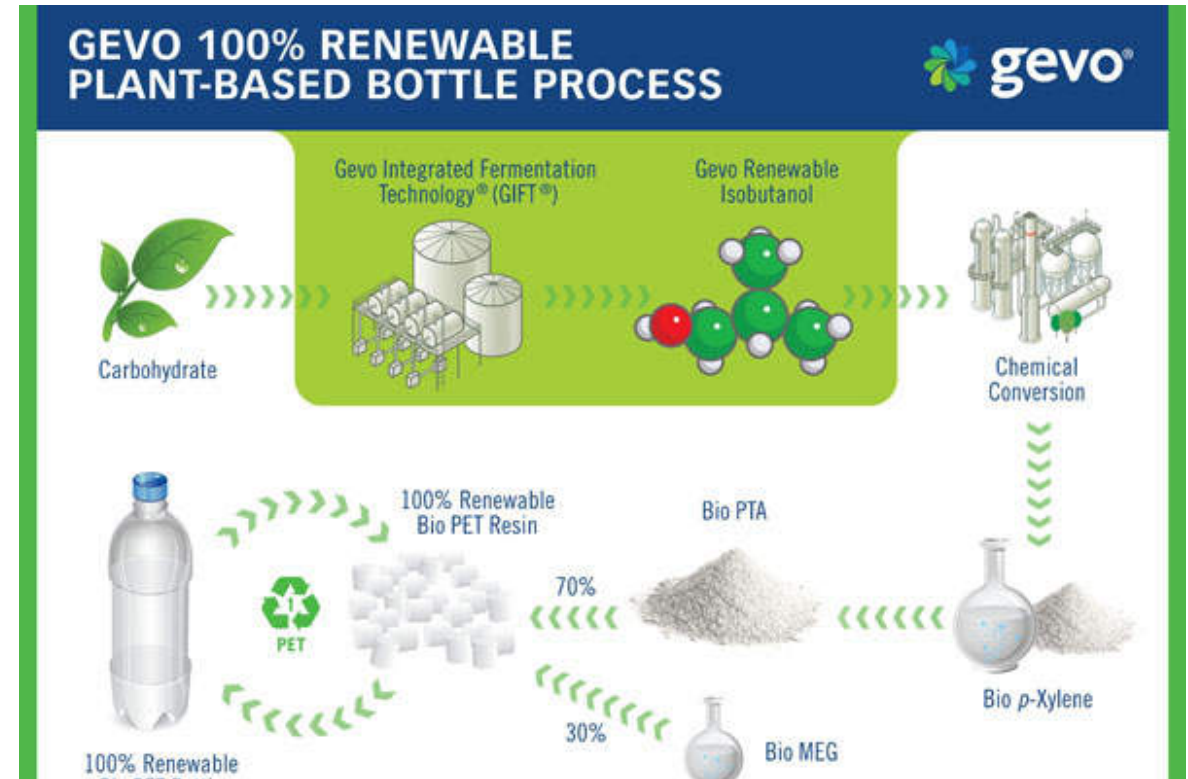 GEVO 100% RENEWABLE
PLANT-BASED BOTTLE PROCESS
gevo®
Gevo Integrated Fermentation
Technology® (GIFT®)
Gevo Renewable
Isobutanol
Carbohydrate
Chemical
Conversion
100% Renewable
Bio PET Resin
Bio PTA
70%
1
PET
Bio p-Xylene
30%
Bio MEG
100% Renewable